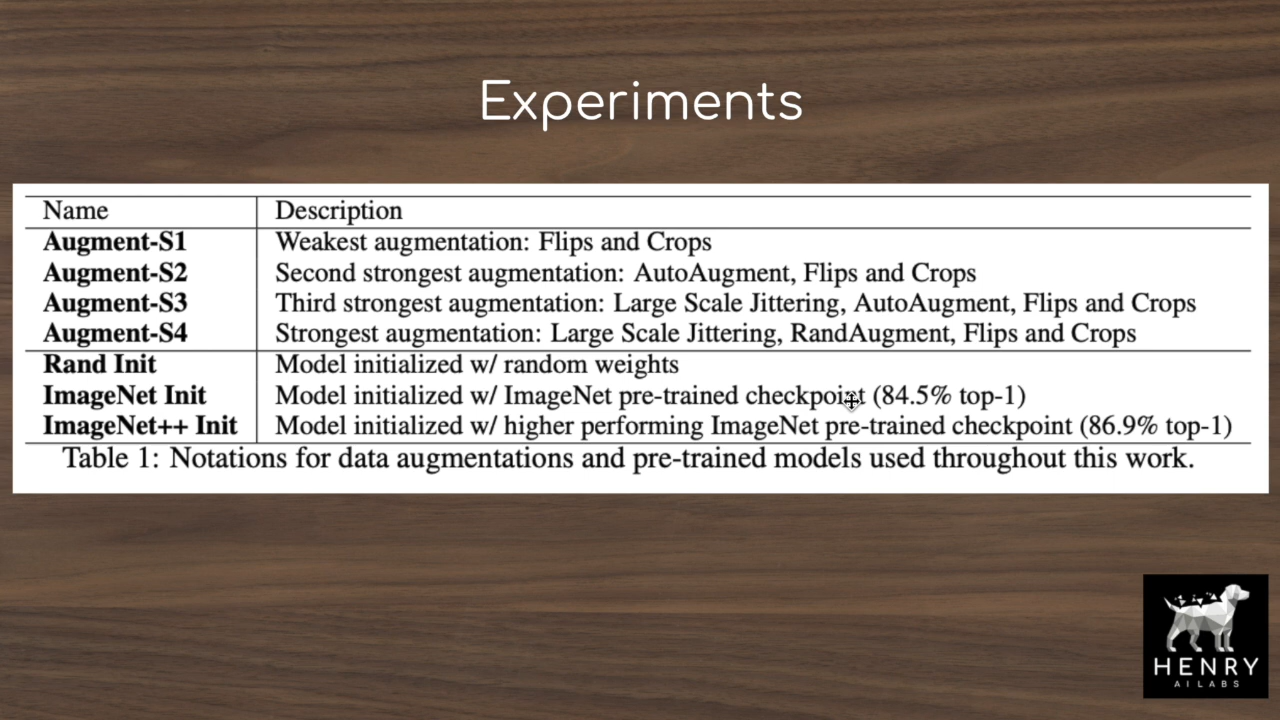 Experiments
Name Description
Augment-S1 Weakest augmentation: Flips and Crops
Augment-S2 Second strongest augmentation: AutoAugment, Flips and Crops
Augment-S3 Third strongest augmentation: Large Scale Jittering, AutoAugment, Flips and Crops
Augment-S4 Strongest augmentation: Large Scale Jittering, RandAugment, Flips and Crops
Rand Init Model initialized w/ random weights
ImageNet Init Model initialized w/ ImageNet pre-trained checkpoint (84.5% top-1)
ImageNet++ Init Model initialized w/ higher performing ImageNet pre-trained checkpoint (86.9% top-1)
Table 1: Notations for data augmentations and pre-trained models used throughout this work.
HENRY
AI LABS